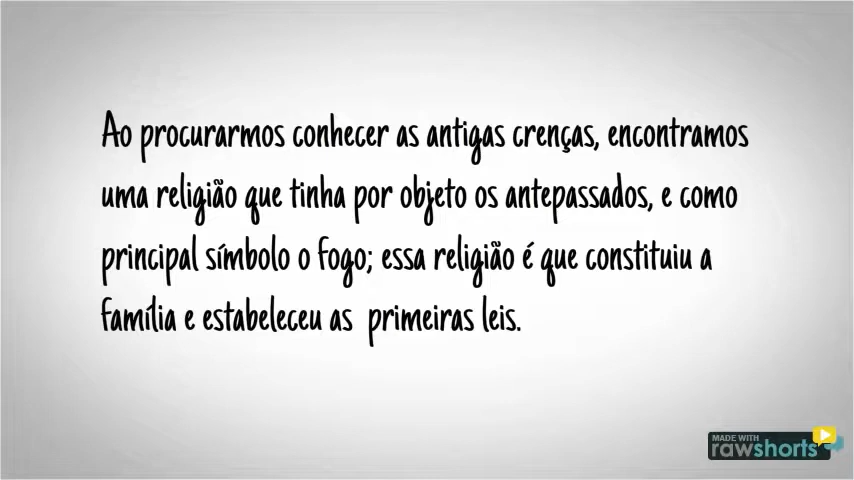 Ao procurarmos conhecer as antigas crenças, encontramos
uma religião que tinha por objeto os antepassados, e como
principal símbolo o fogo; essa religião é que constituiu a
família e estabeleceu as primeiras leis.
MADE WITH
rawshorts